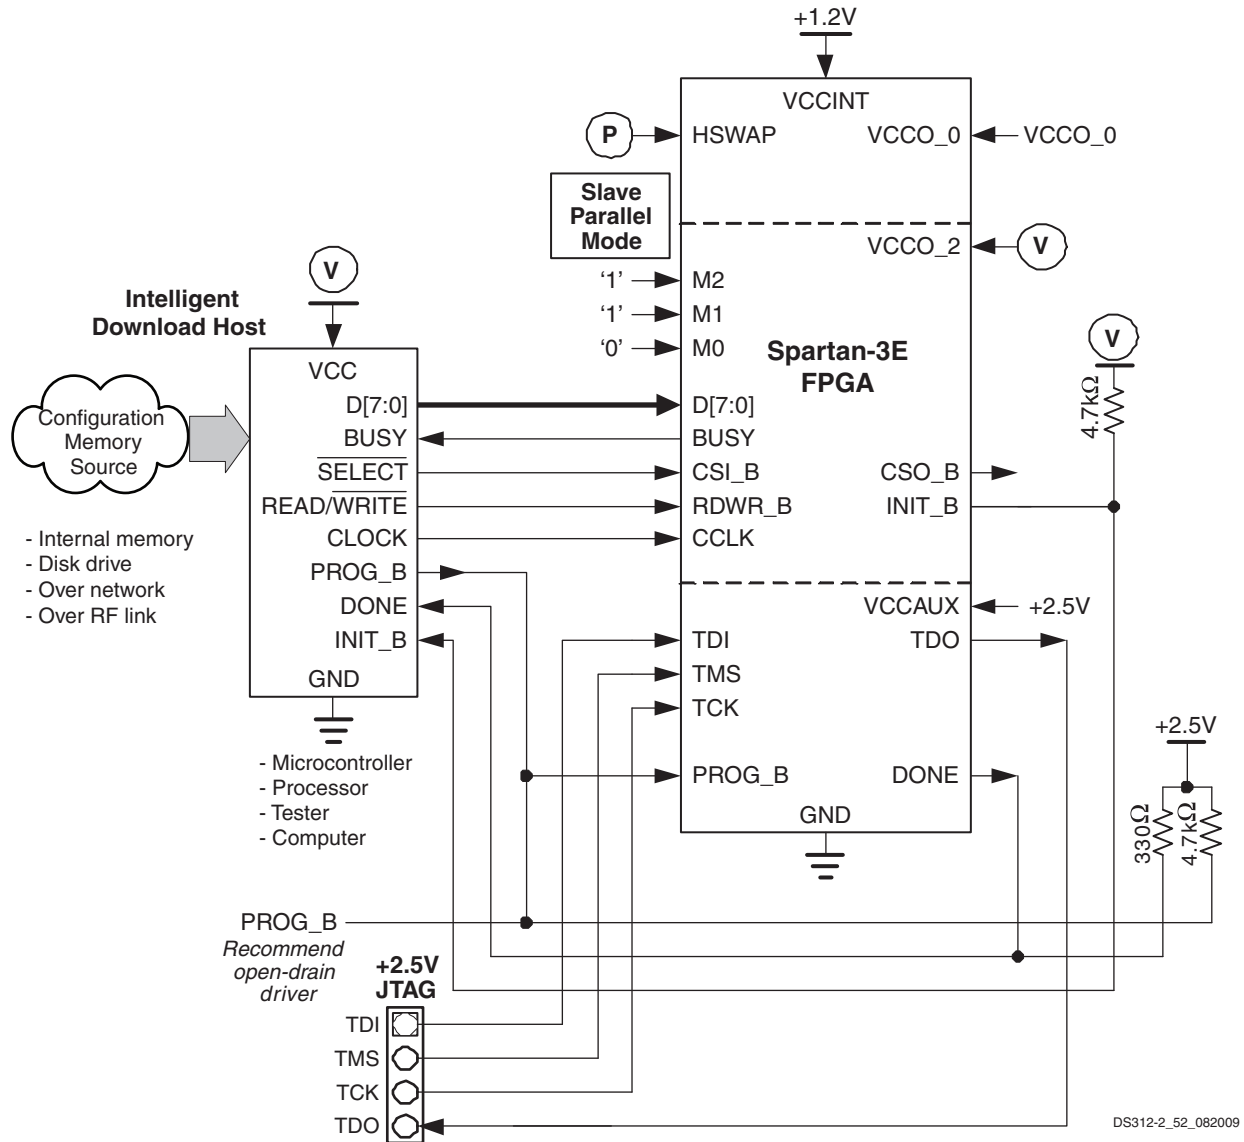 +1.2V
VCCINT
P
HSWAP
VCCO_0
VCCO_0
Slave
Parallel
Mode
VCCO_2
V
V
‘1’
M2
Intelligent
Download Host
‘1’
M1
‘0’
M0
Spartan-3E
FPGA
V
4.7kΩ
VCC
D[7:0]
D[7:0]
Configuration
Memory
Source
BUSY
BUSY
SELECT
CSI_B
CSO_B
READ/WRITE
RDWR_B
INIT_B
CLOCK
CCLK
- Internal memory
- Disk drive
- Over network
- Over RF link
PROG_B
DONE
VCCAUX
+2.5V
INIT_B
TDI
TDO
GND
TMS
TCK
+2.5V
- Microcontroller
- Processor
- Tester
- Computer
PROG_B
DONE
GND
330Ω
4.7kΩ
PROG_B
Recommend
open-drain
driver
+2.5V
JTAG
TDI
TMS
TCK
TDO
DS312-2_52_082009